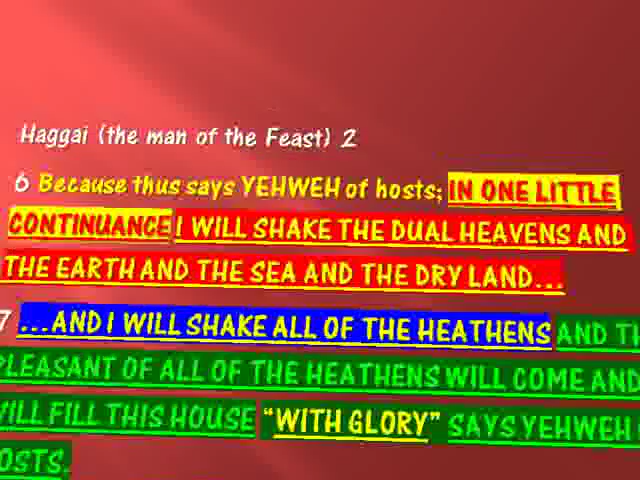 Haggai (the man of the Feast) 2
6 Because thus says YEHWEH of hosts; IN ONE LITTLE
CONTINUANCE I WILL SHAKE THE DUAL HEAVENS AND
THE EARTH AND THE SEA AND THE DRY LAND...
7 ...AND I WILL SHAKE ALL OF THE HEATHENS AND TH
PLEASANT OF ALL OF THE HEATHENS WILL COME AND
WILL FILL THIS HOUSE “WITH GLORY” SAYS YEHWEH
OSTS.